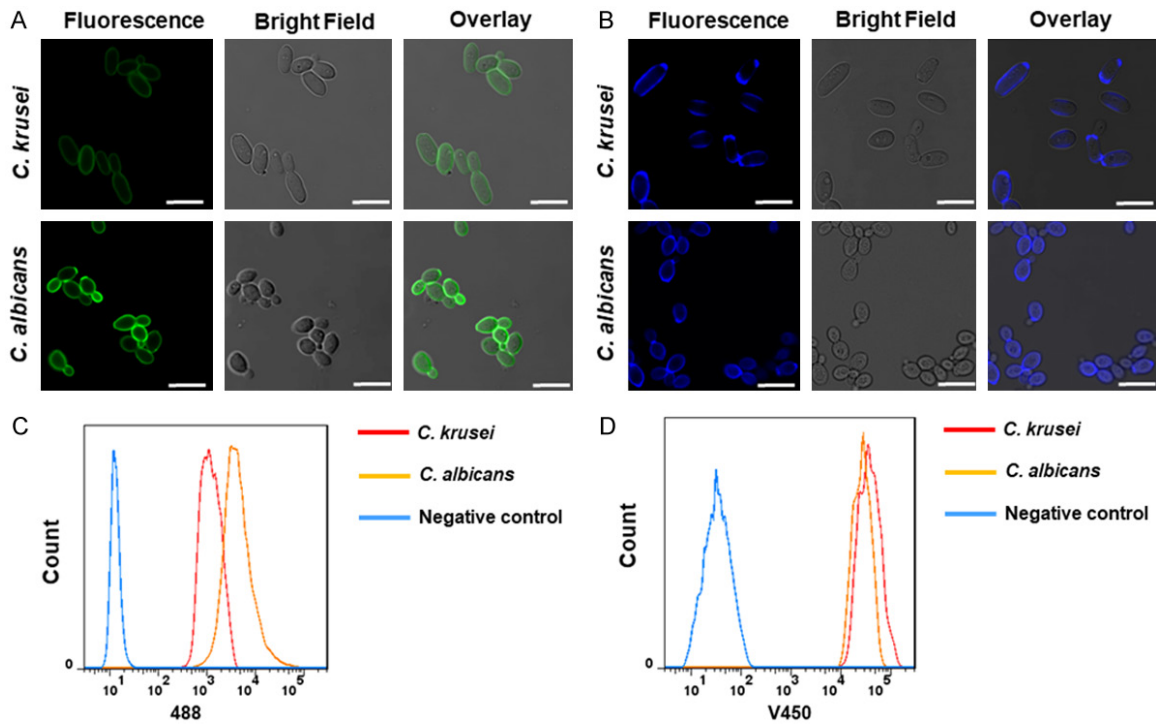 A Fluorescence Bright Field Overlay
C. krusei
C. albicans
B Fluorescence Bright Field Overlay
C. krusei
C. albicans
C
Count
0
10¹ 10² 10³ 10⁴ 10⁵
488
C. krusei
C. albicans
Negative control
D
Count
0
10¹ 10² 10³ 10⁴ 10⁵
V450
C. krusei
C. albicans
Negative control